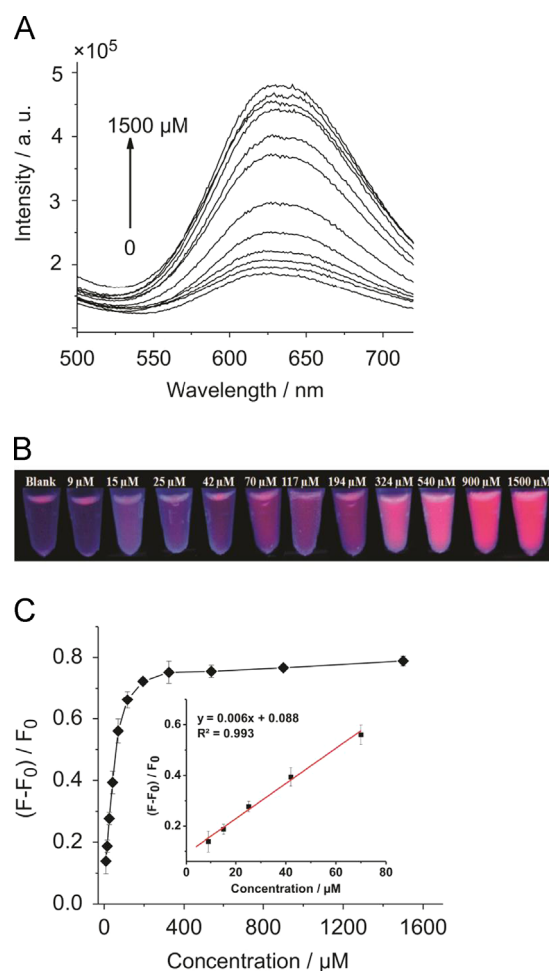 A
×10⁵
5
4
3
2
1500 μM
0
Intensity / a. u.
500 550 600 650 700
Wavelength / nm
B
Blank 9 μM 15 μM 25 μM 42 μM 70 μM 117 μM 194 μM 324 μM 540 μM 900 μM 1500 μM
C
(F-F₀) / F₀
0.8
0.6
0.4
0.2
0.0
0 400 800 1200 1600
Concentration / μM
y = 0.006x + 0.088
R² = 0.993
(F-F₀) / F₀
0.6
0.4
0.2
0 20 40 60 80
Concentration / μM